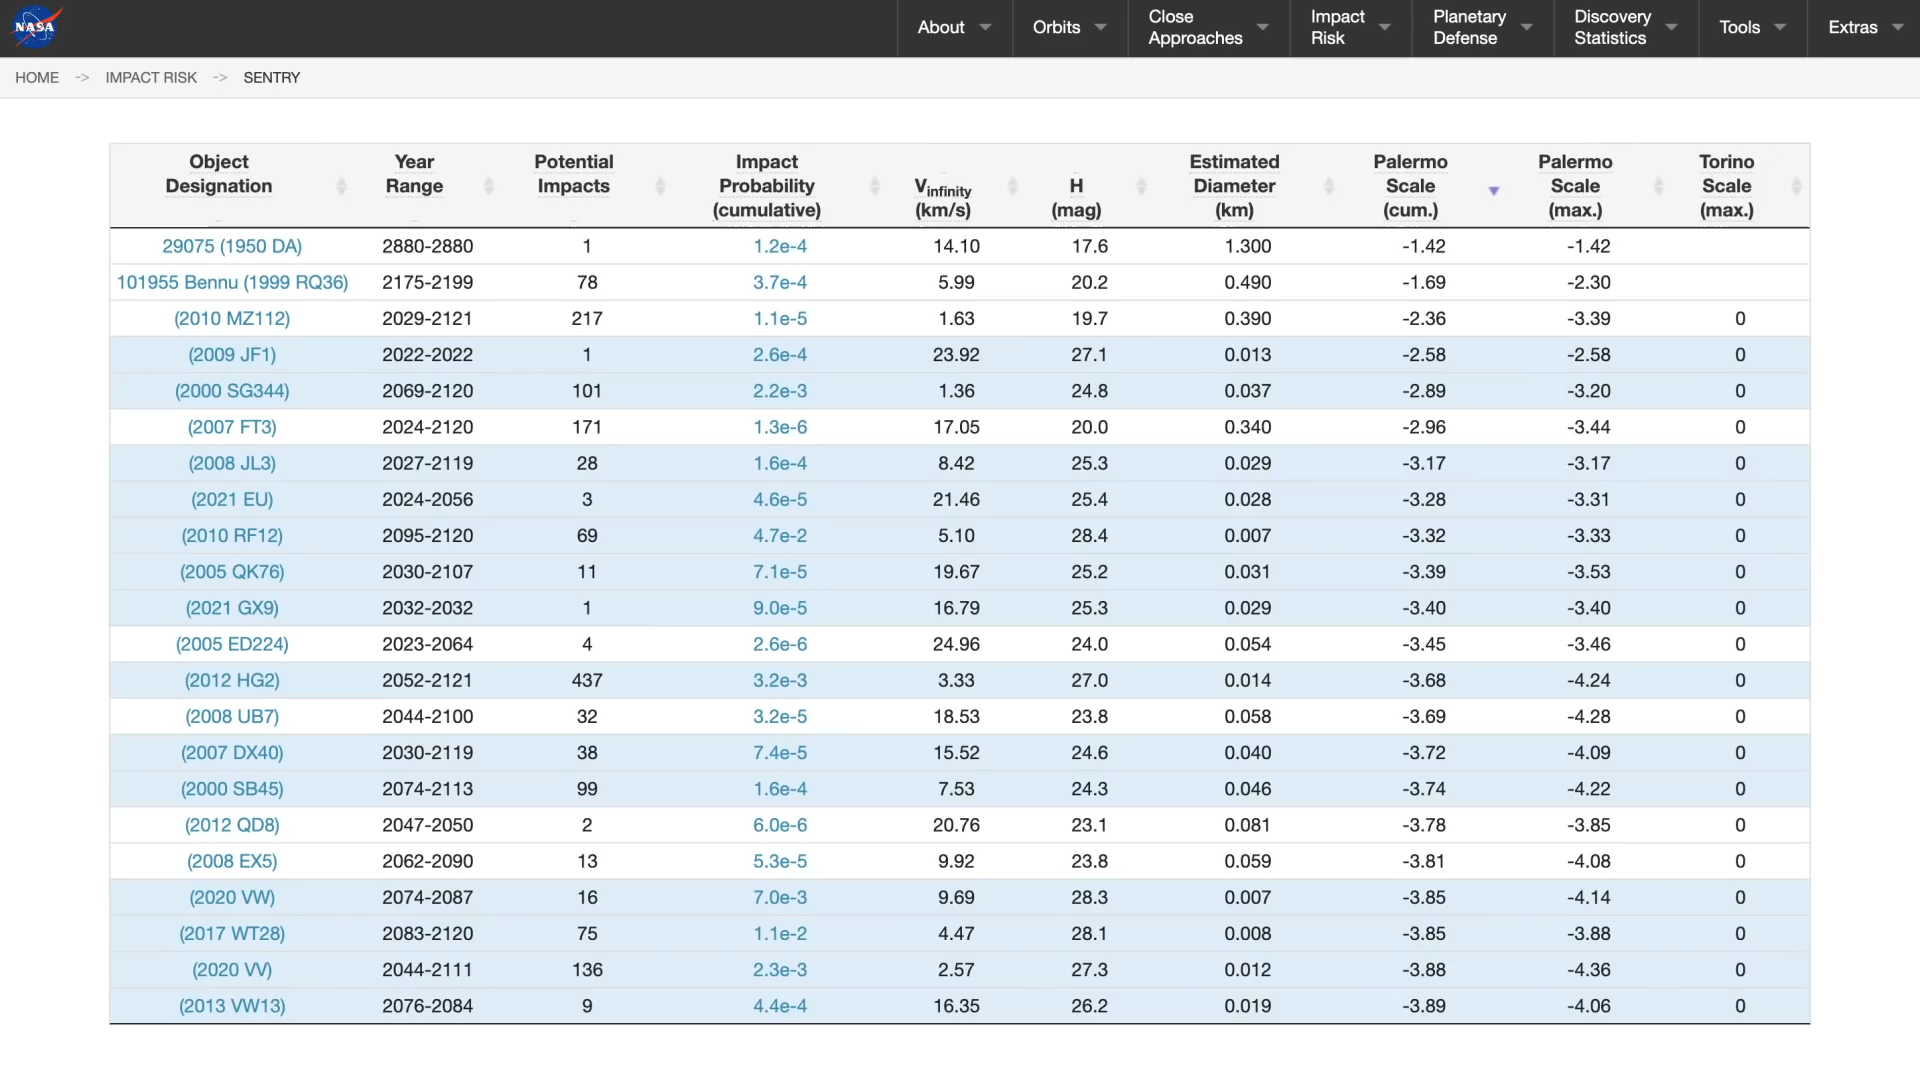 NASA
About
Orbits
Close
Approaches
Impact
Risk
Planetary
Defense
Discovery
Statistics
Tools
Extras
HOME -> IMPACT RISK -> SENTRY
Object
Designation
Year
Range
Potential
Impacts
Impact
Probability
(cumulative)
Vinfinity
(km/s)
H
(mag)
Estimated
Diameter
(km)
Palermo
Scale
(cum.)
Palermo
Scale
(max.)
Torino
Scale
(max.)
29075 (1950 DA) 2880-2880 1 1.2e-4 14.10 17.6 1.300 -1.42 -1.42
101955 Bennu (1999 RQ36) 2175-2199 78 3.7e-4 5.99 20.2 0.490 -1.69 -2.30
(2010 MZ112) 2029-2121 217 1.1e-5 1.63 19.7 0.390 -2.36 -3.39 0
(2009 JF1) 2022-2022 1 2.6e-4 23.92 27.1 0.013 -2.58 -2.58 0
(2000 SG344) 2069-2120 101 2.2e-3 1.36 24.8 0.037 -2.89 -3.20 0
(2007 FT3) 2024-2120 171 1.3e-6 17.05 20.0 0.340 -2.96 -3.44 0
(2008 JL3) 2027-2119 28 1.6e-4 8.42 25.3 0.029 -3.17 -3.17 0
(2021 EU) 2024-2056 3 4.6e-5 21.46 25.4 0.028 -3.28 -3.31 0
(2010 RF12) 2095-2120 69 4.7e-2 5.10 28.4 0.007 -3.32 -3.33 0
(2005 QK76) 2030-2107 11 7.1e-5 19.67 25.2 0.031 -3.39 -3.53 0
(2021 GX9) 2032-2032 1 9.0e-5 16.79 25.3 0.029 -3.40 -3.40 0
(2005 ED224) 2023-2064 4 2.6e-6 24.96 24.0 0.054 -3.45 -3.46 0
(2012 HG2) 2052-2121 437 3.2e-3 3.33 27.0 0.014 -3.68 -4.24 0
(2008 UB7) 2044-2100 32 3.2e-5 18.53 23.8 0.058 -3.69 -4.28 0
(2007 DX40) 2030-2119 38 7.4e-5 15.52 24.6 0.040 -3.72 -4.09 0
(2000 SB45) 2074-2113 99 1.6e-4 7.53 24.3 0.046 -3.74 -4.22 0
(2012 QD8) 2047-2050 2 6.0e-6 20.76 23.1 0.081 -3.78 -3.85 0
(2008 EX5) 2062-2090 13 5.3e-5 9.92 23.8 0.059 -3.81 -4.08 0
(2020 VW) 2074-2087 16 7.0e-3 9.69 28.3 0.007 -3.85 -4.14 0
(2017 WT28) 2083-2120 75 1.1e-2 4.47 28.1 0.008 -3.85 -3.88 0
(2020 VV) 2044-2111 136 2.3e-3 2.57 27.3 0.012 -3.88 -4.36 0
(2013 VW13) 2076-2084 9 4.4e-4 16.35 26.2 0.019 -3.89 -4.06 0